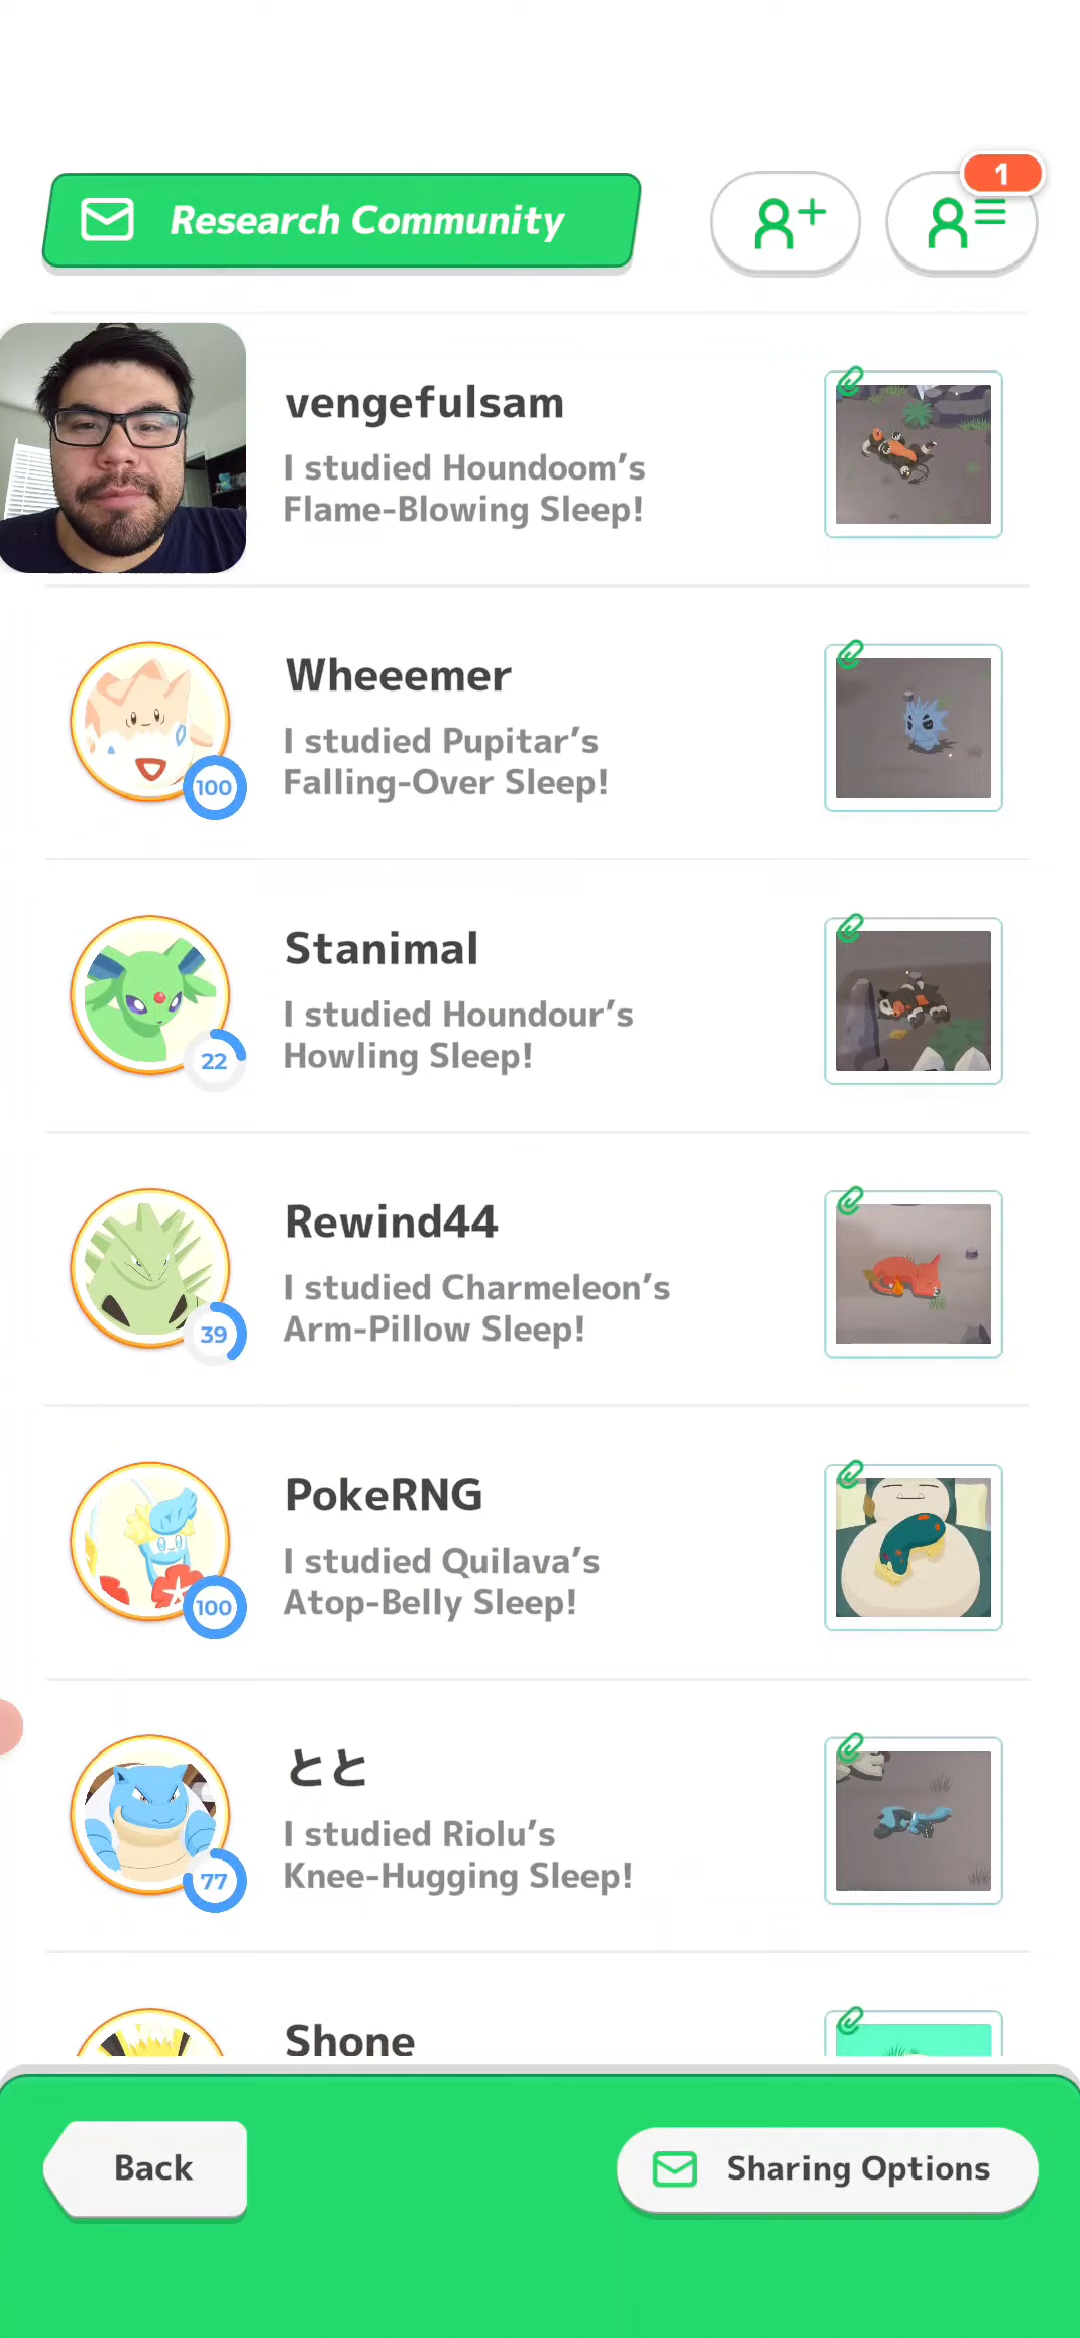 Research Community
1
vengefulsam
I studied Houndoom's
Flame-Blowing Sleep!
Wheeemer
I studied Pupitar's
Falling-Over Sleep!
100
Stanimal
I studied Houndour's
Howling Sleep!
22
Rewind44
I studied Charmeleon's
Arm-Pillow Sleep!
39
PokeRNG
I studied Quilava's
Atop-Belly Sleep!
100
とと
I studied Riolu's
Knee-Hugging Sleep!
77
Shone
Back
Sharing Options